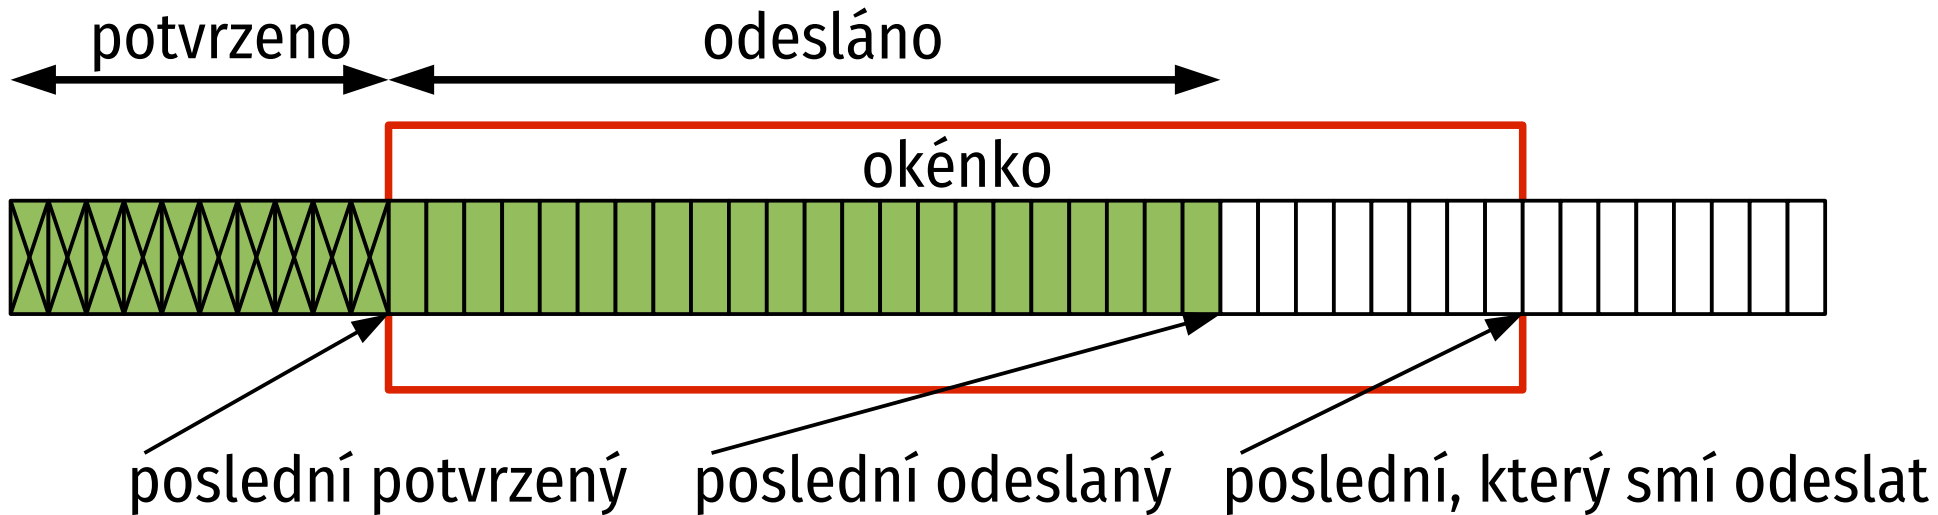 potvrzeno
odesláno
okénko
poslední potvrzený
poslední odeslaný
poslední, který smí odeslat